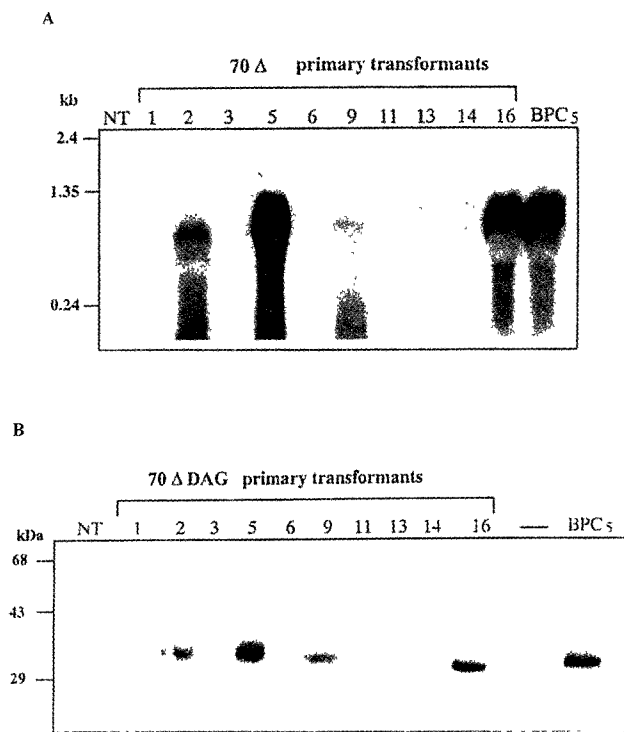 A
70 Δ primary transformants
kb
NT 1 2 3 5 6 9 11 13 14 16 BPC5
2.4
1.35
0.24
B
70 Δ DAG primary transformants
kDa
NT 1 2 3 5 6 9 11 13 14 16 — BPC5
68
43
29